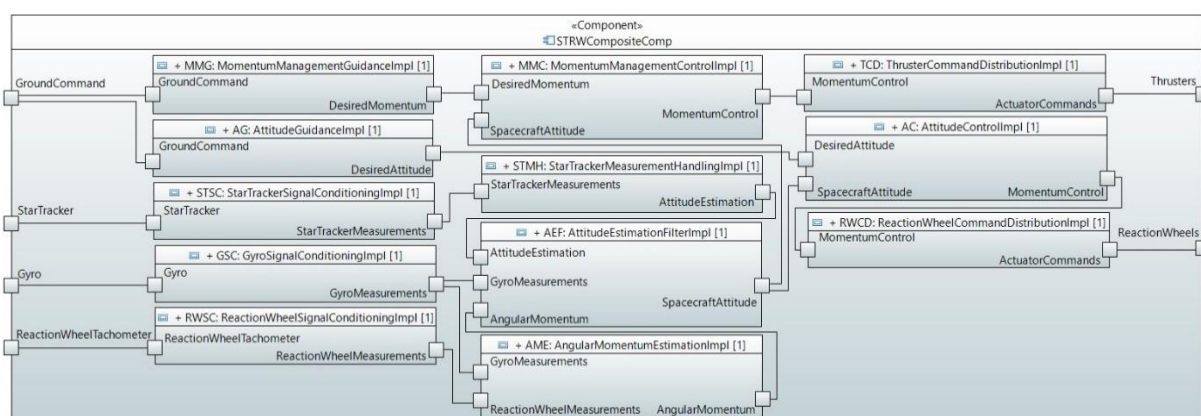 «Component»
STRWCompositeComp
GroundCommand
+ MMG: MomentumManagementGuidanceImpl [1]
GroundCommand
DesiredMomentum
+ AG: AttitudeGuidanceImpl [1]
GroundCommand
DesiredAttitude
StarTracker
+ STSC: StarTrackerSignalConditioningImpl [1]
StarTracker
StarTrackerMeasurements
Gyro
+ GSC: GyroSignalConditioningImpl [1]
Gyro
GyroMeasurements
ReactionWheelTachometer
+ RWSC: ReactionWheelSignalConditioningImpl [1]
ReactionWheelTachometer
ReactionWheelMeasurements
+ MMC: MomentumManagementControlImpl [1]
DesiredMomentum
MomentumControl
SpacecraftAttitude
+ STMH: StarTrackerMeasurementHandlingImpl [1]
StarTrackerMeasurements
AttitudeEstimation
+ AEF: AttitudeEstimationFilterImpl [1]
AttitudeEstimation
GyroMeasurements
SpacecraftAttitude
AngularMomentum
+ AME: AngularMomentumEstimationImpl [1]
GyroMeasurements
ReactionWheelMeasurements AngularMomentum
+ TCD: ThrusterCommandDistributionImpl [1]
MomentumControl
ActuatorCommands
Thrusters
+ AC: AttitudeControlImpl [1]
DesiredAttitude
SpacecraftAttitude MomentumControl
+ RWCD: ReactionWheelCommandDistributionImpl [1]
MomentumControl
ActuatorCommands
ReactionWheels